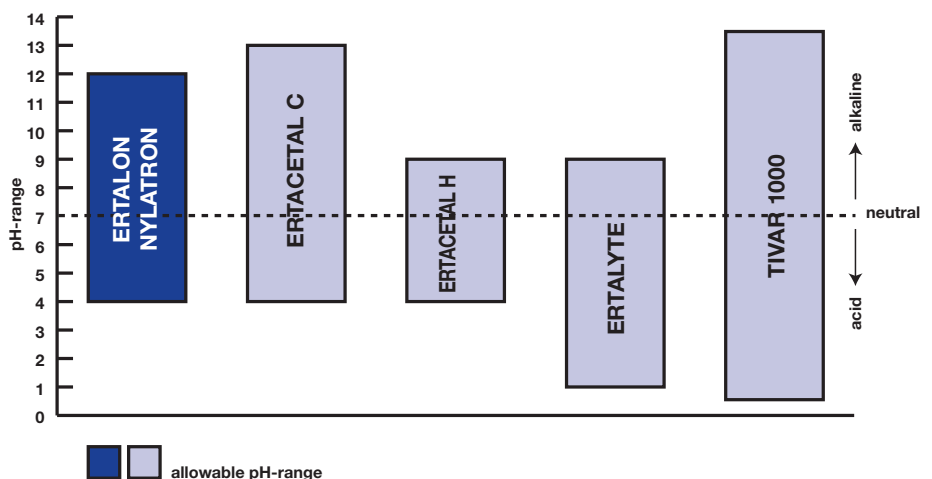 14
13
12
11
10
9
8
7
6
5
4
3
2
1
0
pH-range
ERTALON
NYLATRON
ERTACETAL C
ERTACETAL H
ERTALYTE
TIVAR 1000
alkaline
neutral
acid
allowable pH-range